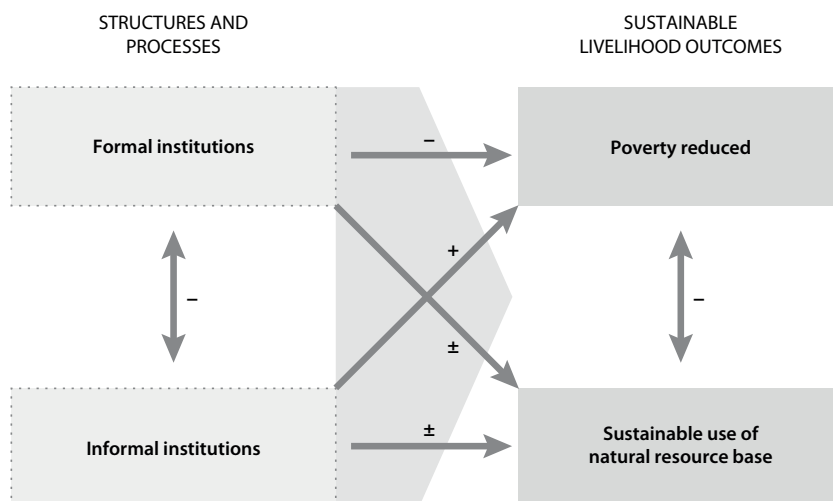 STRUCTURES AND
PROCESSES
SUSTAINABLE
LIVELIHOOD OUTCOMES
Formal institutions
–
Poverty reduced
+
–
–
±
Informal institutions
±
Sustainable use of
natural resource base